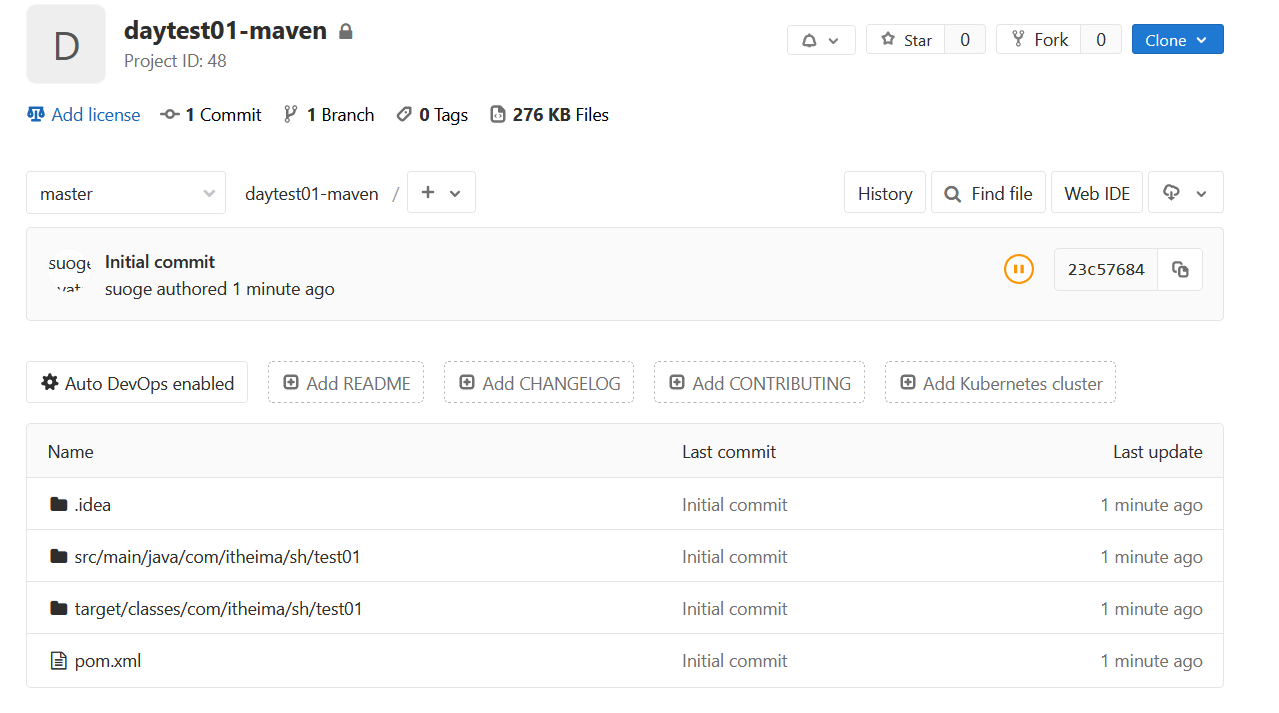 D
daytest01-maven
Project ID: 48
Star 0 Fork 0 Clone
Add license 1 Commit 1 Branch 0 Tags 276 KB Files
master daytest01-maven / + History Find file Web IDE
suoge
Initial commit
suoge authored 1 minute ago
23c57684
Auto DevOps enabled Add README Add CHANGELOG Add CONTRIBUTING Add Kubernetes cluster
Name Last commit Last update
.idea Initial commit 1 minute ago
src/main/java/com/itheima/sh/test01 Initial commit 1 minute ago
target/classes/com/itheima/sh/test01 Initial commit 1 minute ago
pom.xml Initial commit 1 minute ago